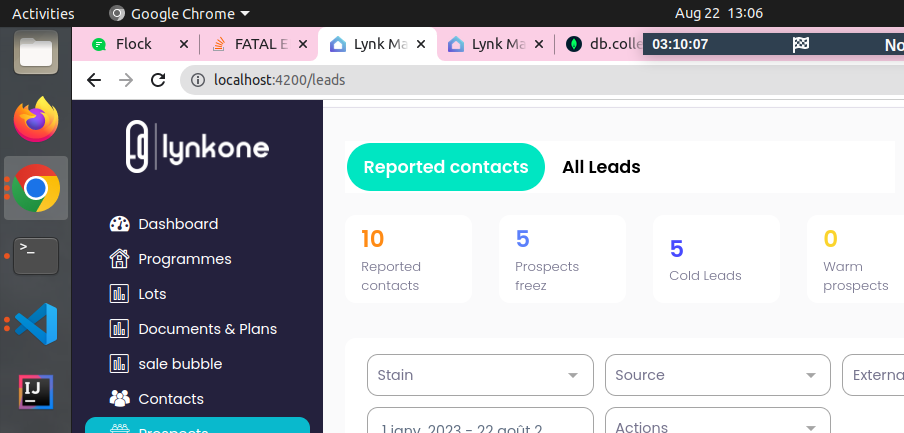 Activities Google Chrome Aug 22 13:06
Flock FATAL E Lynk Ma Lynk Ma db.colle 03:10:07 No
localhost:4200/leads
lynkone
Reported contacts All Leads
Dashboard
Programmes
Lots
Documents & Plans
sale bubble
Contacts
Prospects
10
Reported
contacts
5
Prospects
freez
5
Cold Leads
0
Warm
prospects
Stain Source Externa
1 janv. 2023 - 22 août 2 Actions
>_
IJ